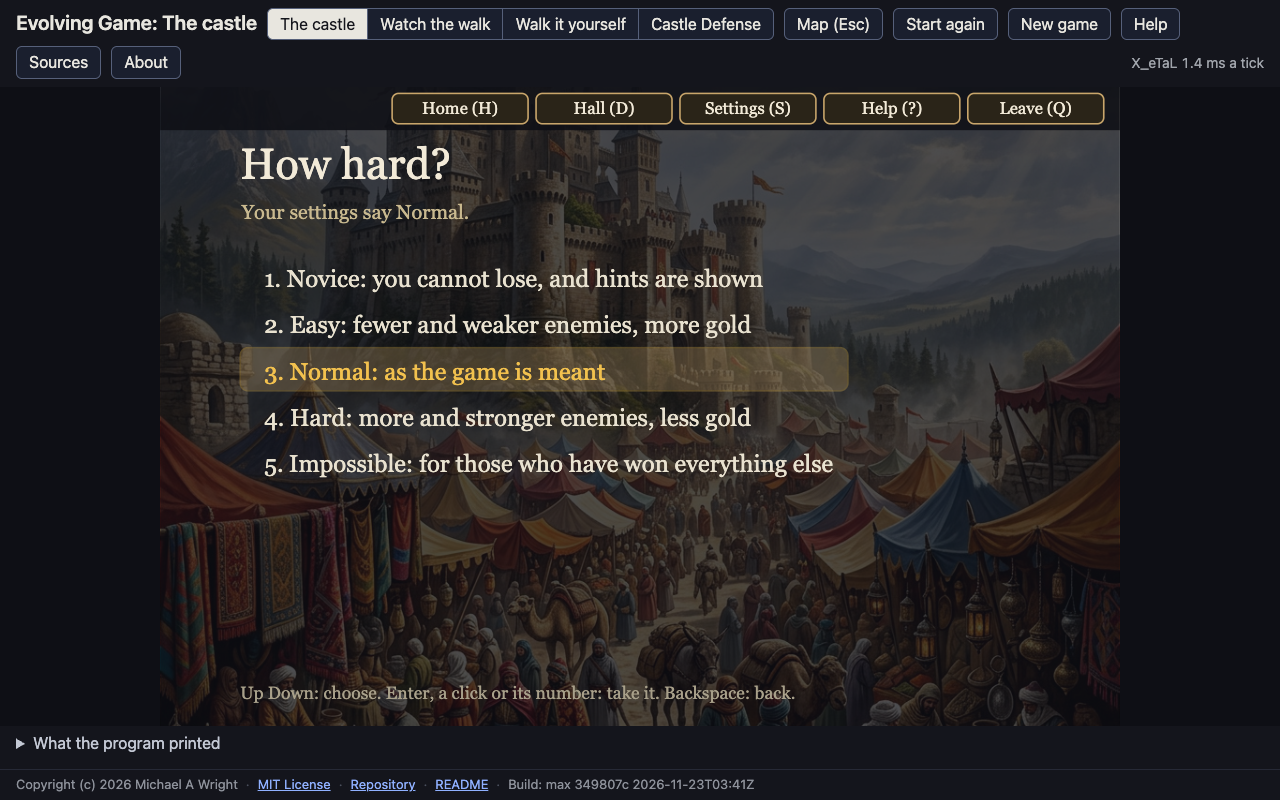 Evolving Game: The castle
The castle
Watch the walk
Walk it yourself
Castle Defense
Map (Esc)
Start again
New game
Help
Sources
About
X_eTaL 1.4 ms a tick
Home (H)
Hall (D)
Settings (S)
Help (?)
Leave (Q)
How hard?
Your settings say Normal.
1. Novice: you cannot lose, and hints are shown
2. Easy: fewer and weaker enemies, more gold
3. Normal: as the game is meant
4. Hard: more and stronger enemies, less gold
5. Impossible: for those who have won everything else
Up Down: choose. Enter, a click or its number: take it. Backspace: back.
What the program printed
Copyright (c) 2026 Michael A Wright · MIT License · Repository · README · Build: max 349807c 2026-11-23T03:41Z